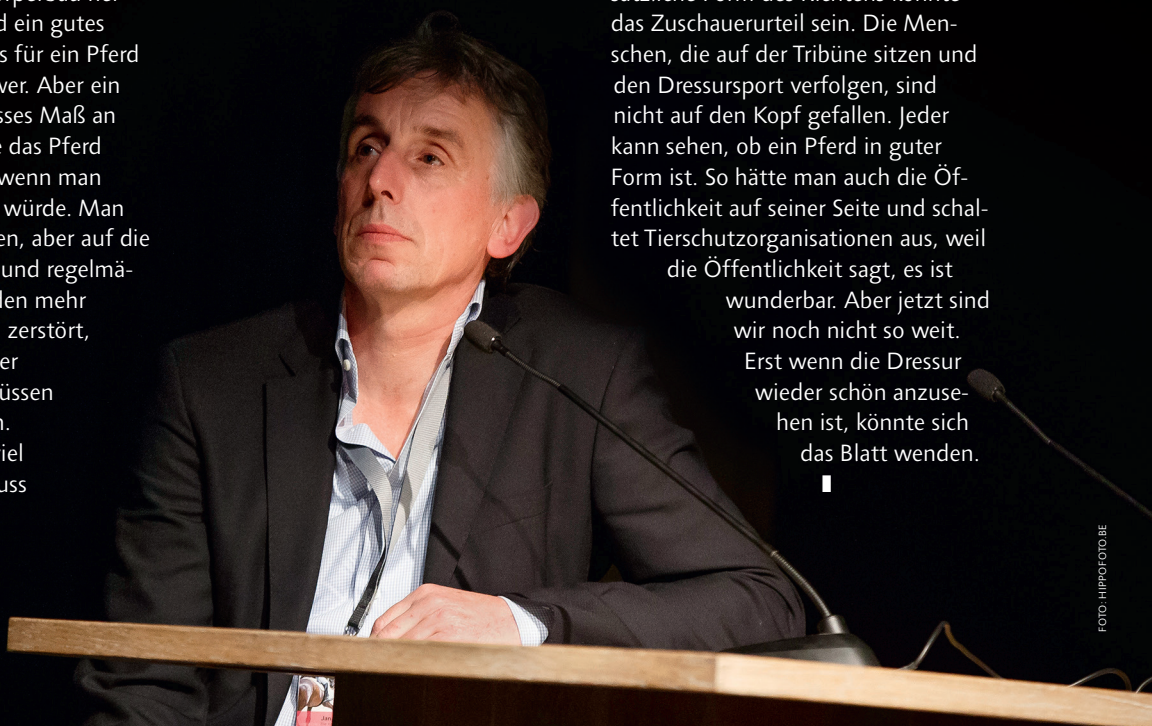 d ein gutes
s für ein Pferd
wer. Aber ein
sses Maß an
e das Pferd
wenn man
würde. Man
en, aber auf die
und regelmä-
den mehr
zerstört,
er
üssen
n.
iel
uss
das Zuschauerurteil sein. Die Men-
schen, die auf der Tribüne sitzen und
den Dressursport verfolgen, sind
nicht auf den Kopf gefallen. Jeder
kann sehen, ob ein Pferd in guter
Form ist. So hätte man auch die Öf-
fentlichkeit auf seiner Seite und schal-
tet Tierschutzorganisationen aus, weil
die Öffentlichkeit sagt, es ist
wunderbar. Aber jetzt sind
wir noch nicht so weit.
Erst wenn die Dressur
wieder schön anzuse-
hen ist, könnte sich
das Blatt wenden.
FOTO: HIPPOFOTO.BE
Jan